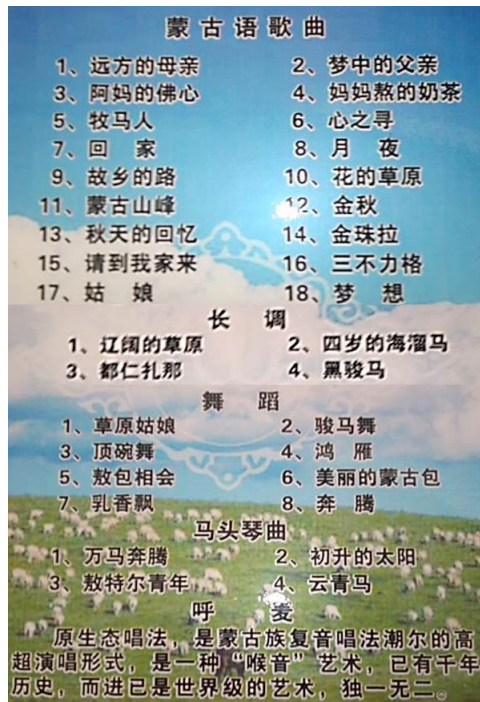 蒙古语歌曲
1、远方的母亲 2、梦中的父亲
3、阿妈的佛心 4、妈妈熬的奶茶
5、牧马人 6、心之寻
7、回 家 8、月 夜
9、故乡的路 10、花的草原
11、蒙古山峰 12、金秋
13、秋天的回忆 14、金珠拉
15、请到我家来 16、三不力格
17、姑 娘 18、梦 想
长 调
1、辽阔的草原 2、四岁的海溜马
3、都仁扎那 4、黑骏马
舞 蹈
1、草原姑娘 2、骏马舞
3、顶碗舞 4、鸿 雁
5、敖包相会 6、美丽的蒙古包
7、乳香飘 8、奔 腾
马头琴曲
1、万马奔腾 2、初升的太阳
3、敖特尔青年 4、云青马
呼 麦
原生态唱法，是蒙古族复音唱法潮尔的高
超演唱形式，是一种“喉音”艺术，已有千年
历史，而进已是世界级的艺术，独一无二。